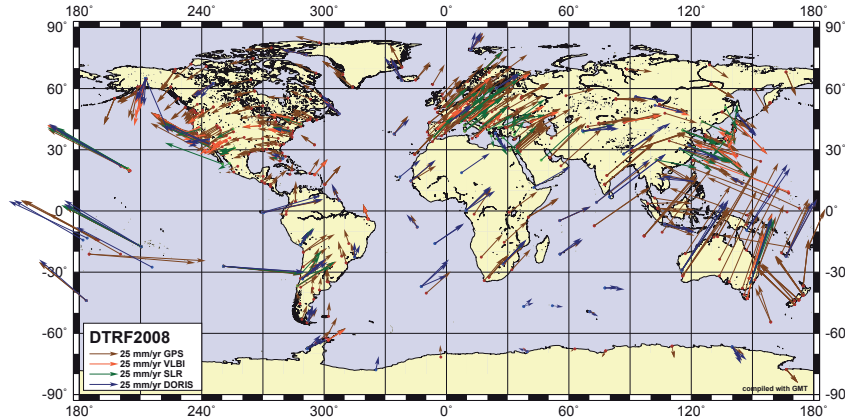 180˚ 240˚ 300˚ 0˚ 60˚ 120˚ 180˚
90˚ 90˚
60˚ 60˚
30˚ 30˚
0˚ 0˚
-30˚ -30˚
-60˚ -60˚
-90˚ -90˚
DTRF2008
25 mm/yr GPS
25 mm/yr VLBI
25 mm/yr SLR
25 mm/yr DORIS
compiled with GMT
180˚ 240˚ 300˚ 0˚ 60˚ 120˚ 180˚